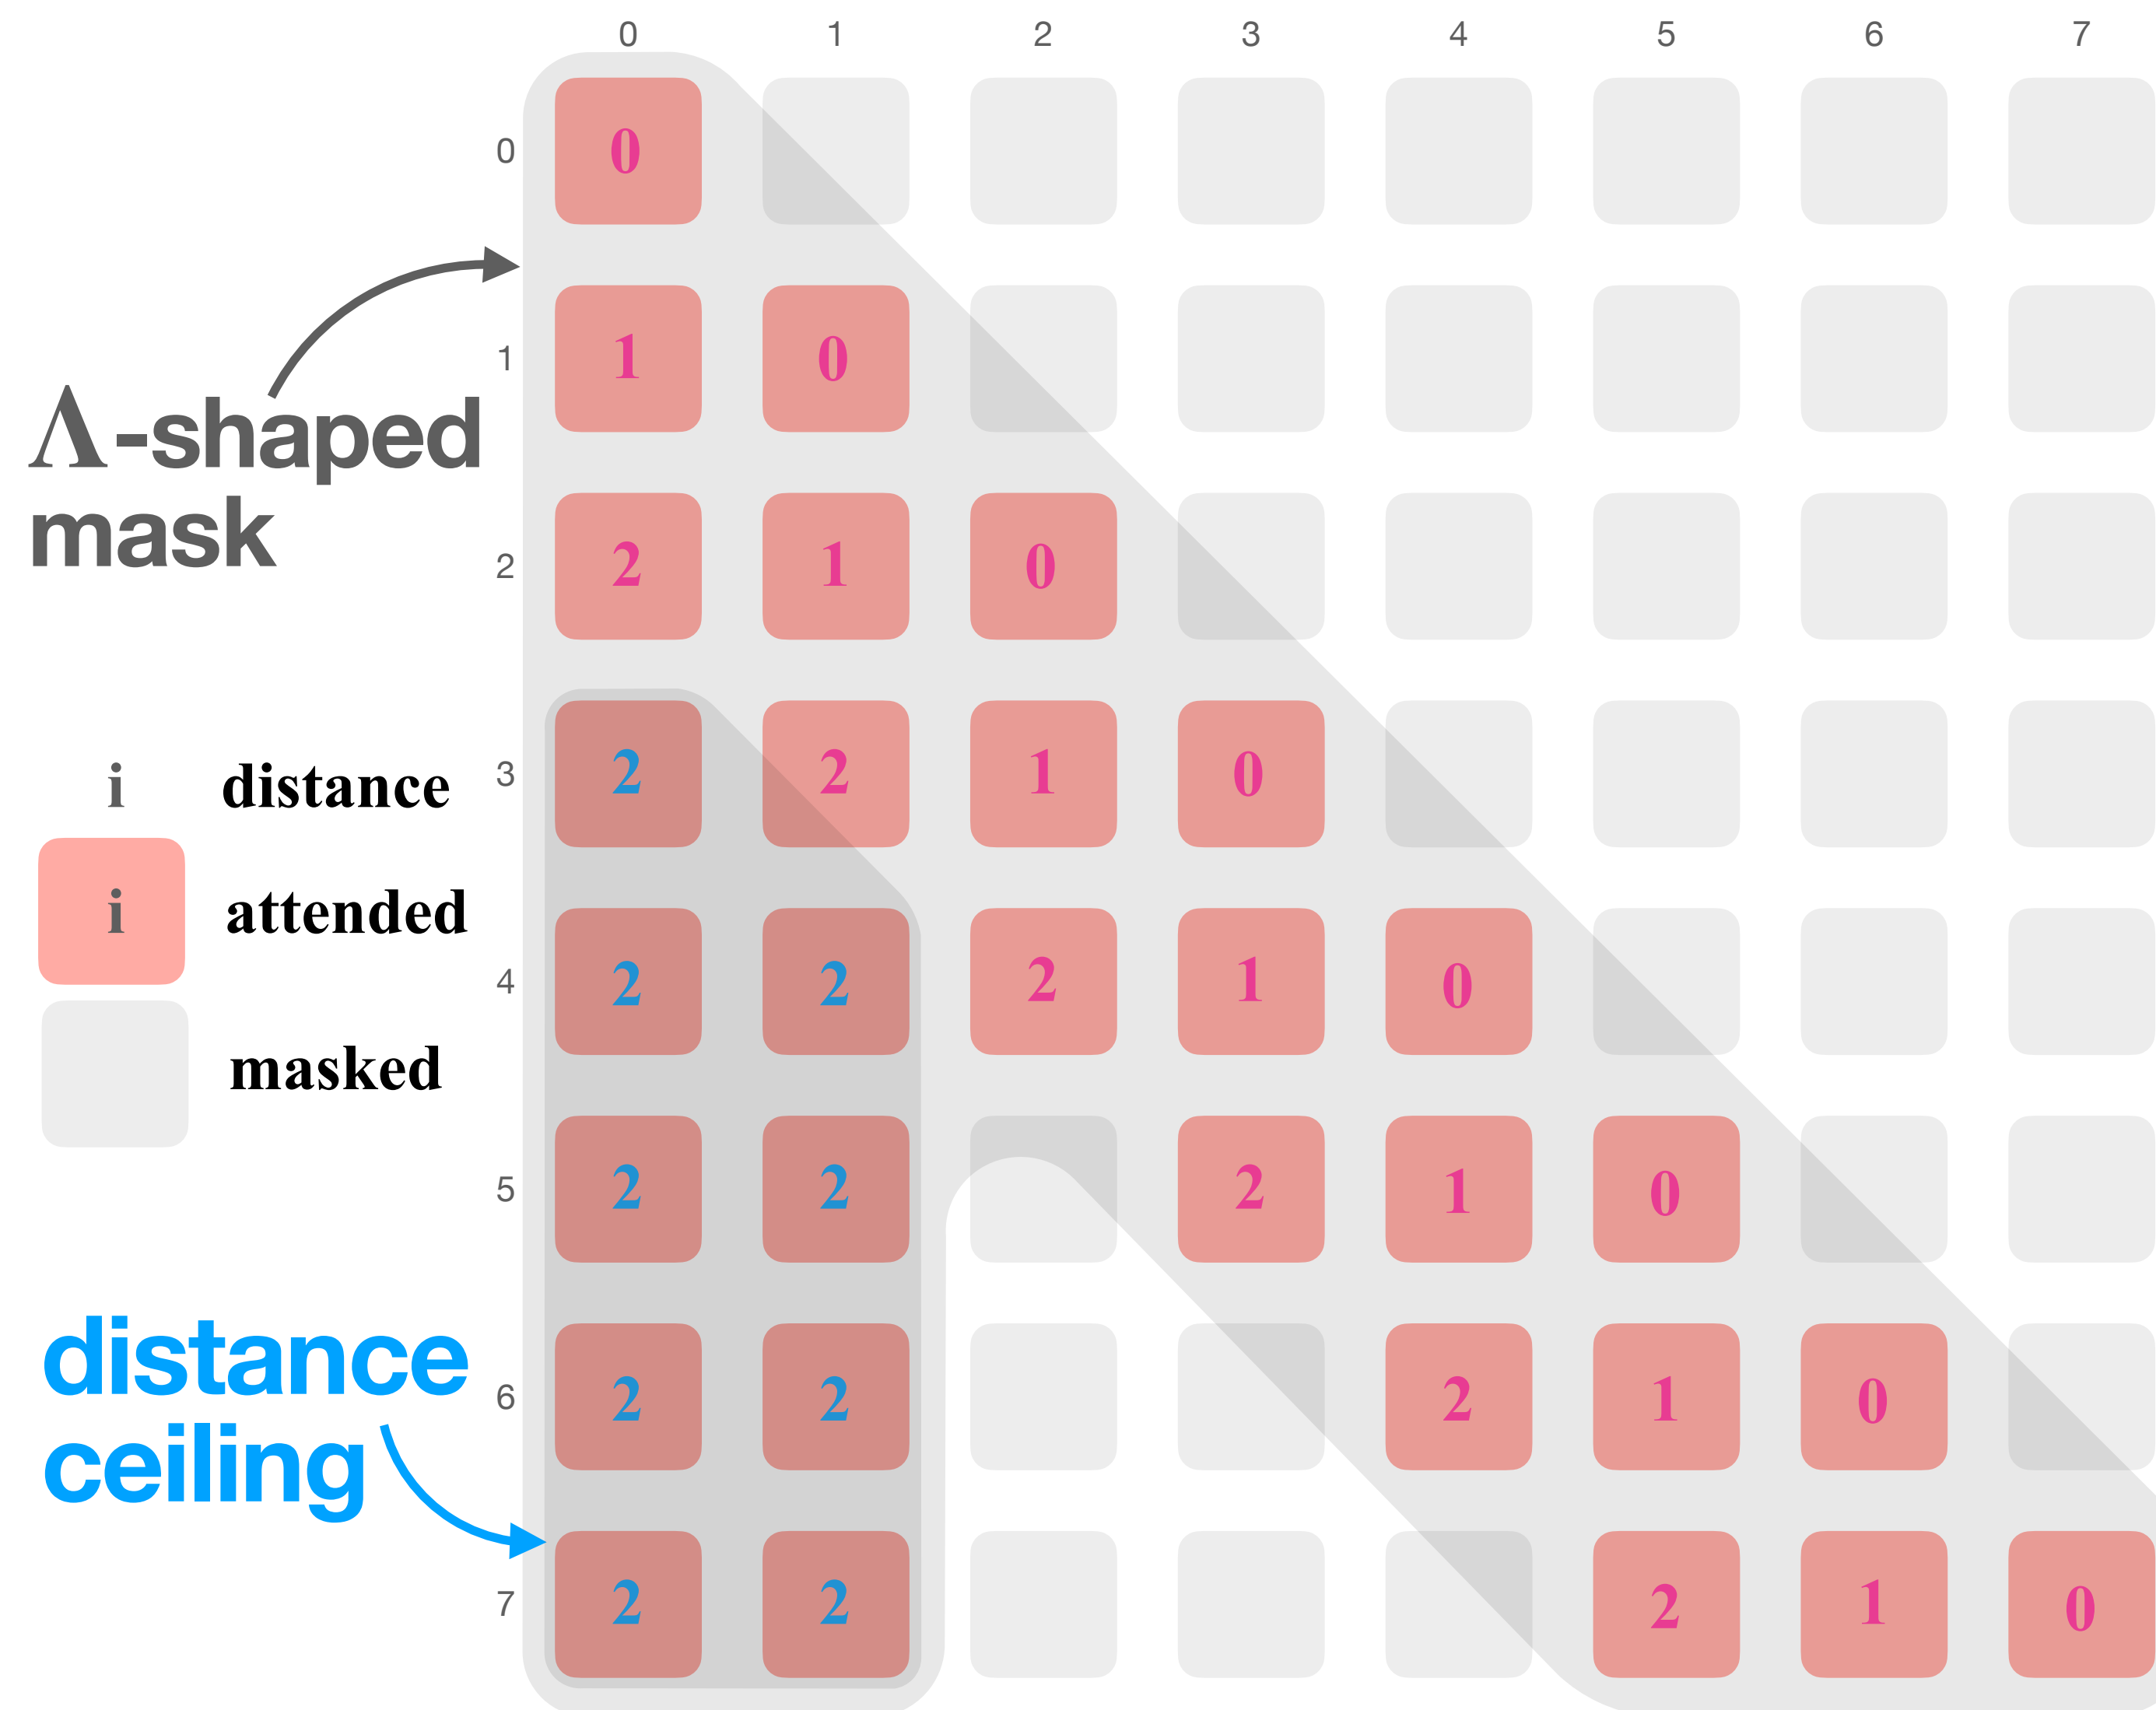 0 1 2 3 4 5 6 7
0 0
1 1 0
Λ-shaped
mask
2 2 1 0
3 2 2 1 0
i distance
i attended
4 2 2 2 1 0
masked
5 2 2 2 1 0
distance
ceiling
6 2 2 2 1 0
7 2 2 2 1 0